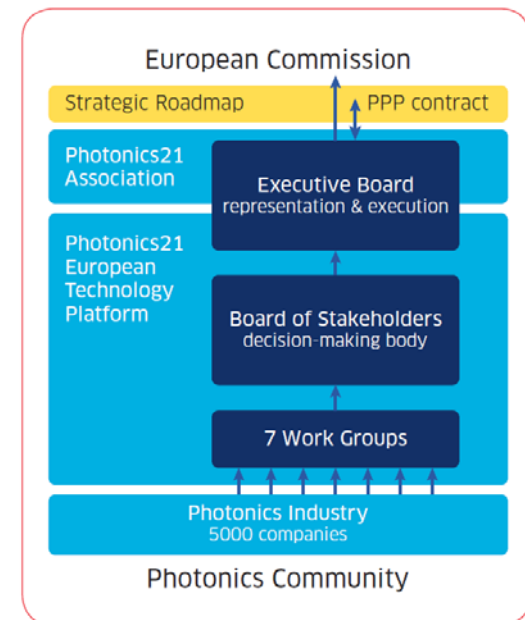 European Commission
Strategic Roadmap
PPP contract
Photonics21
Association
Executive Board
representation & execution
Photonics21
European
Technology
Platform
Board of Stakeholders
decision-making body
7 Work Groups
Photonics Industry
5000 companies
Photonics Community